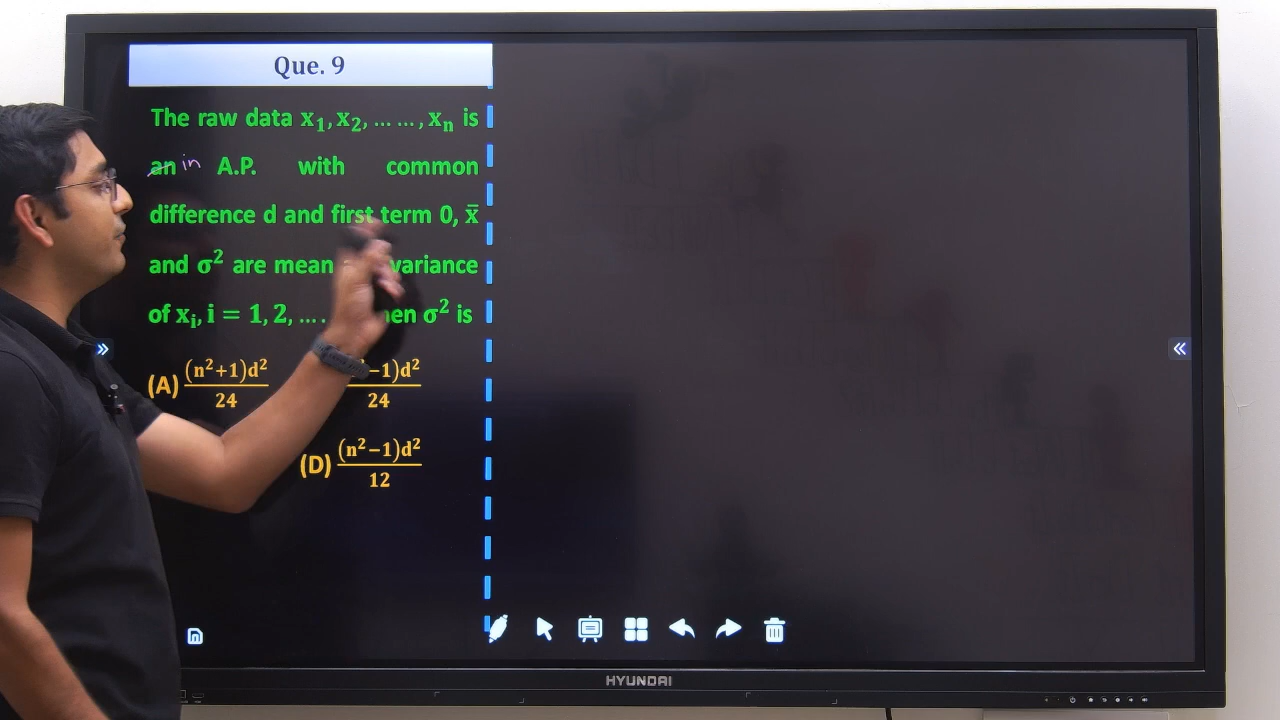 Que. 9
The raw data x₁, x₂, ... ..., xₙ is
an in A.P. with common
difference d and first term 0, x̄
and σ² are mean variance
of xᵢ, i = 1, 2, ... . hen σ² is
(A) (n²+1)d²/24 −1)d²/24
(D) (n²−1)d²/12
HYUNDAI